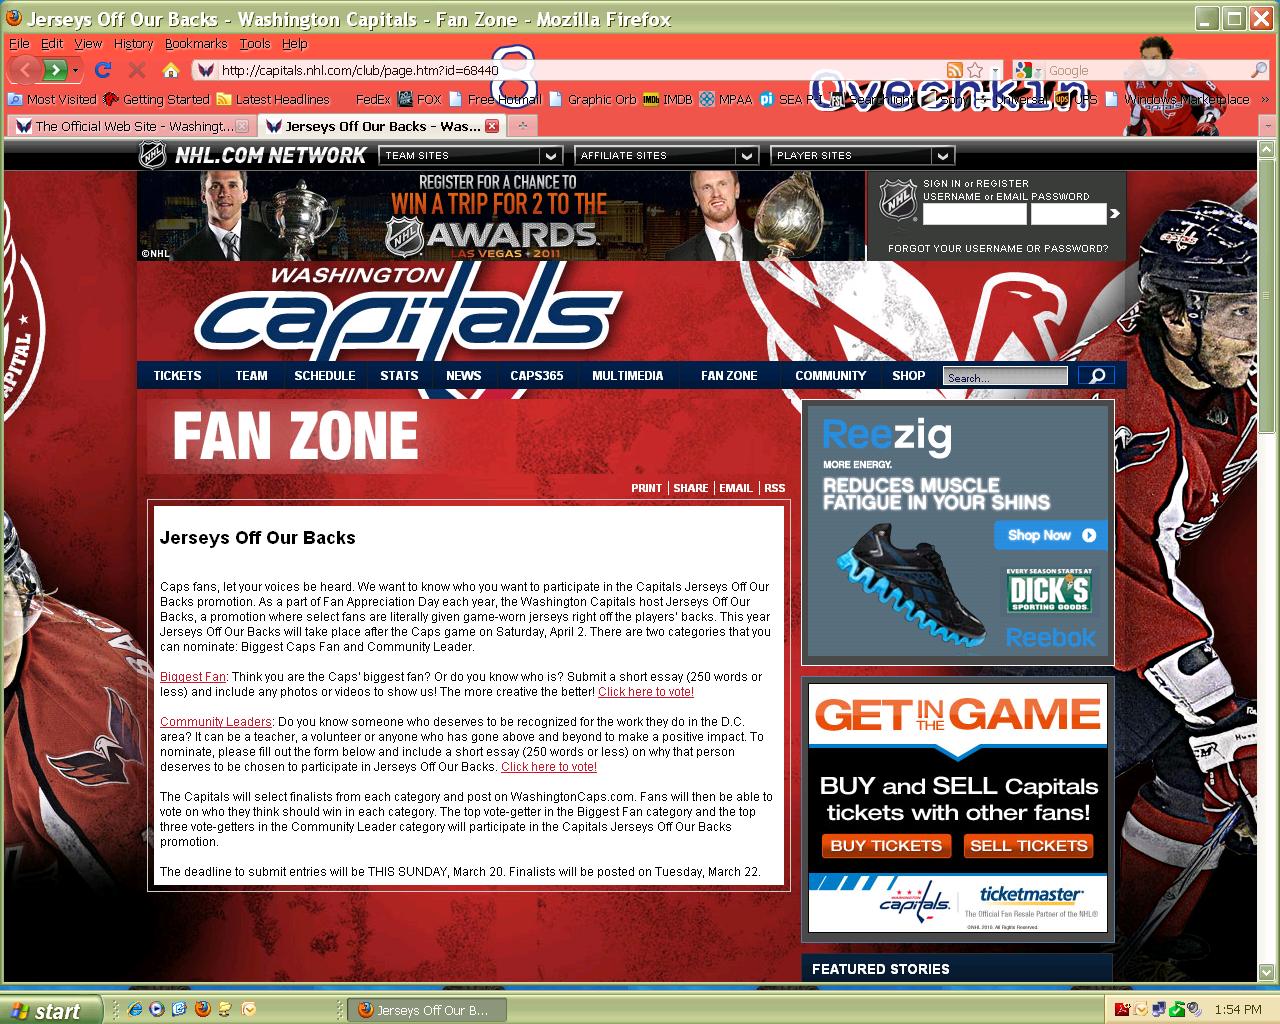 Jerseys Off Our Backs - Washington Capitals - Fan Zone - Mozilla Firefox
File Edit View History Bookmarks Tools Help
http://capitals.nhl.com/club/page.htm?id=68440
8
Google
Ovechkin
Most Visited Getting Started Latest Headlines FedEx FOX Free Hotmail Graphic Orb IMDB MPAA SEA Searchlight Sony Universal UPS Windows Marketplace »
The Official Web Site - Washingt...
Jerseys Off Our Backs - Was...
NHL.COM NETWORK
TEAM SITES
AFFILIATE SITES
PLAYER SITES
REGISTER FOR A CHANCE TO
WIN A TRIP FOR 2 TO THE
NHL AWARDS
LAS VEGAS • 2011
©NHL
SIGN IN or REGISTER
USERNAME or EMAIL PASSWORD
FORGOT YOUR USERNAME OR PASSWORD?
WASHINGTON
capitals
CAPITAL
TICKETS TEAM SCHEDULE STATS NEWS CAPS365 MULTIMEDIA FAN ZONE COMMUNITY SHOP Search...
FAN ZONE
PRINT | SHARE | EMAIL | RSS
Jerseys Off Our Backs
Caps fans, let your voices be heard. We want to know who you want to participate in the Capitals Jerseys Off Our
Backs promotion. As a part of Fan Appreciation Day each year, the Washington Capitals host Jerseys Off Our
Backs, a promotion where select fans are literally given game-worn jerseys right off the players' backs. This year
Jerseys Off Our Backs will take place after the Caps game on Saturday, April 2. There are two categories that you
can nominate: Biggest Caps Fan and Community Leader.
Biggest Fan: Think you are the Caps' biggest fan? Or do you know who is? Submit a short essay (250 words or
less) and include any photos or videos to show us! The more creative the better! Click here to vote!
Community Leaders: Do you know someone who deserves to be recognized for the work they do in the D.C.
area? It can be a teacher, a volunteer or anyone who has gone above and beyond to make a positive impact. To
nominate, please fill out the form below and include a short essay (250 words or less) on why that person
deserves to be chosen to participate in Jerseys Off Our Backs. Click here to vote!
The Capitals will select finalists from each category and post on WashingtonCaps.com. Fans will then be able to
vote on who they think should win in each category. The top vote-getter in the Biggest Fan category and the top
three vote-getters in the Community Leader category will participate in the Capitals Jerseys Off Our Backs
promotion.
The deadline to submit entries will be THIS SUNDAY, March 20. Finalists will be posted on Tuesday, March 22.
Reezig
MORE ENERGY.
REDUCES MUSCLE
FATIGUE IN YOUR SHINS
Shop Now
EVERY SEASON STARTS AT
DICK'S
SPORTING GOODS.
Reebok
GET IN THE GAME
BUY and SELL Capitals
tickets with other fans!
BUY TICKETS
SELL TICKETS
WASHINGTON
capitals.
ticketmaster
The Official Fan Resale Partner of the NHL®
©NHL 2010. All Rights Reserved.
FEATURED STORIES
start
Jerseys Off Our B...
1:54 PM